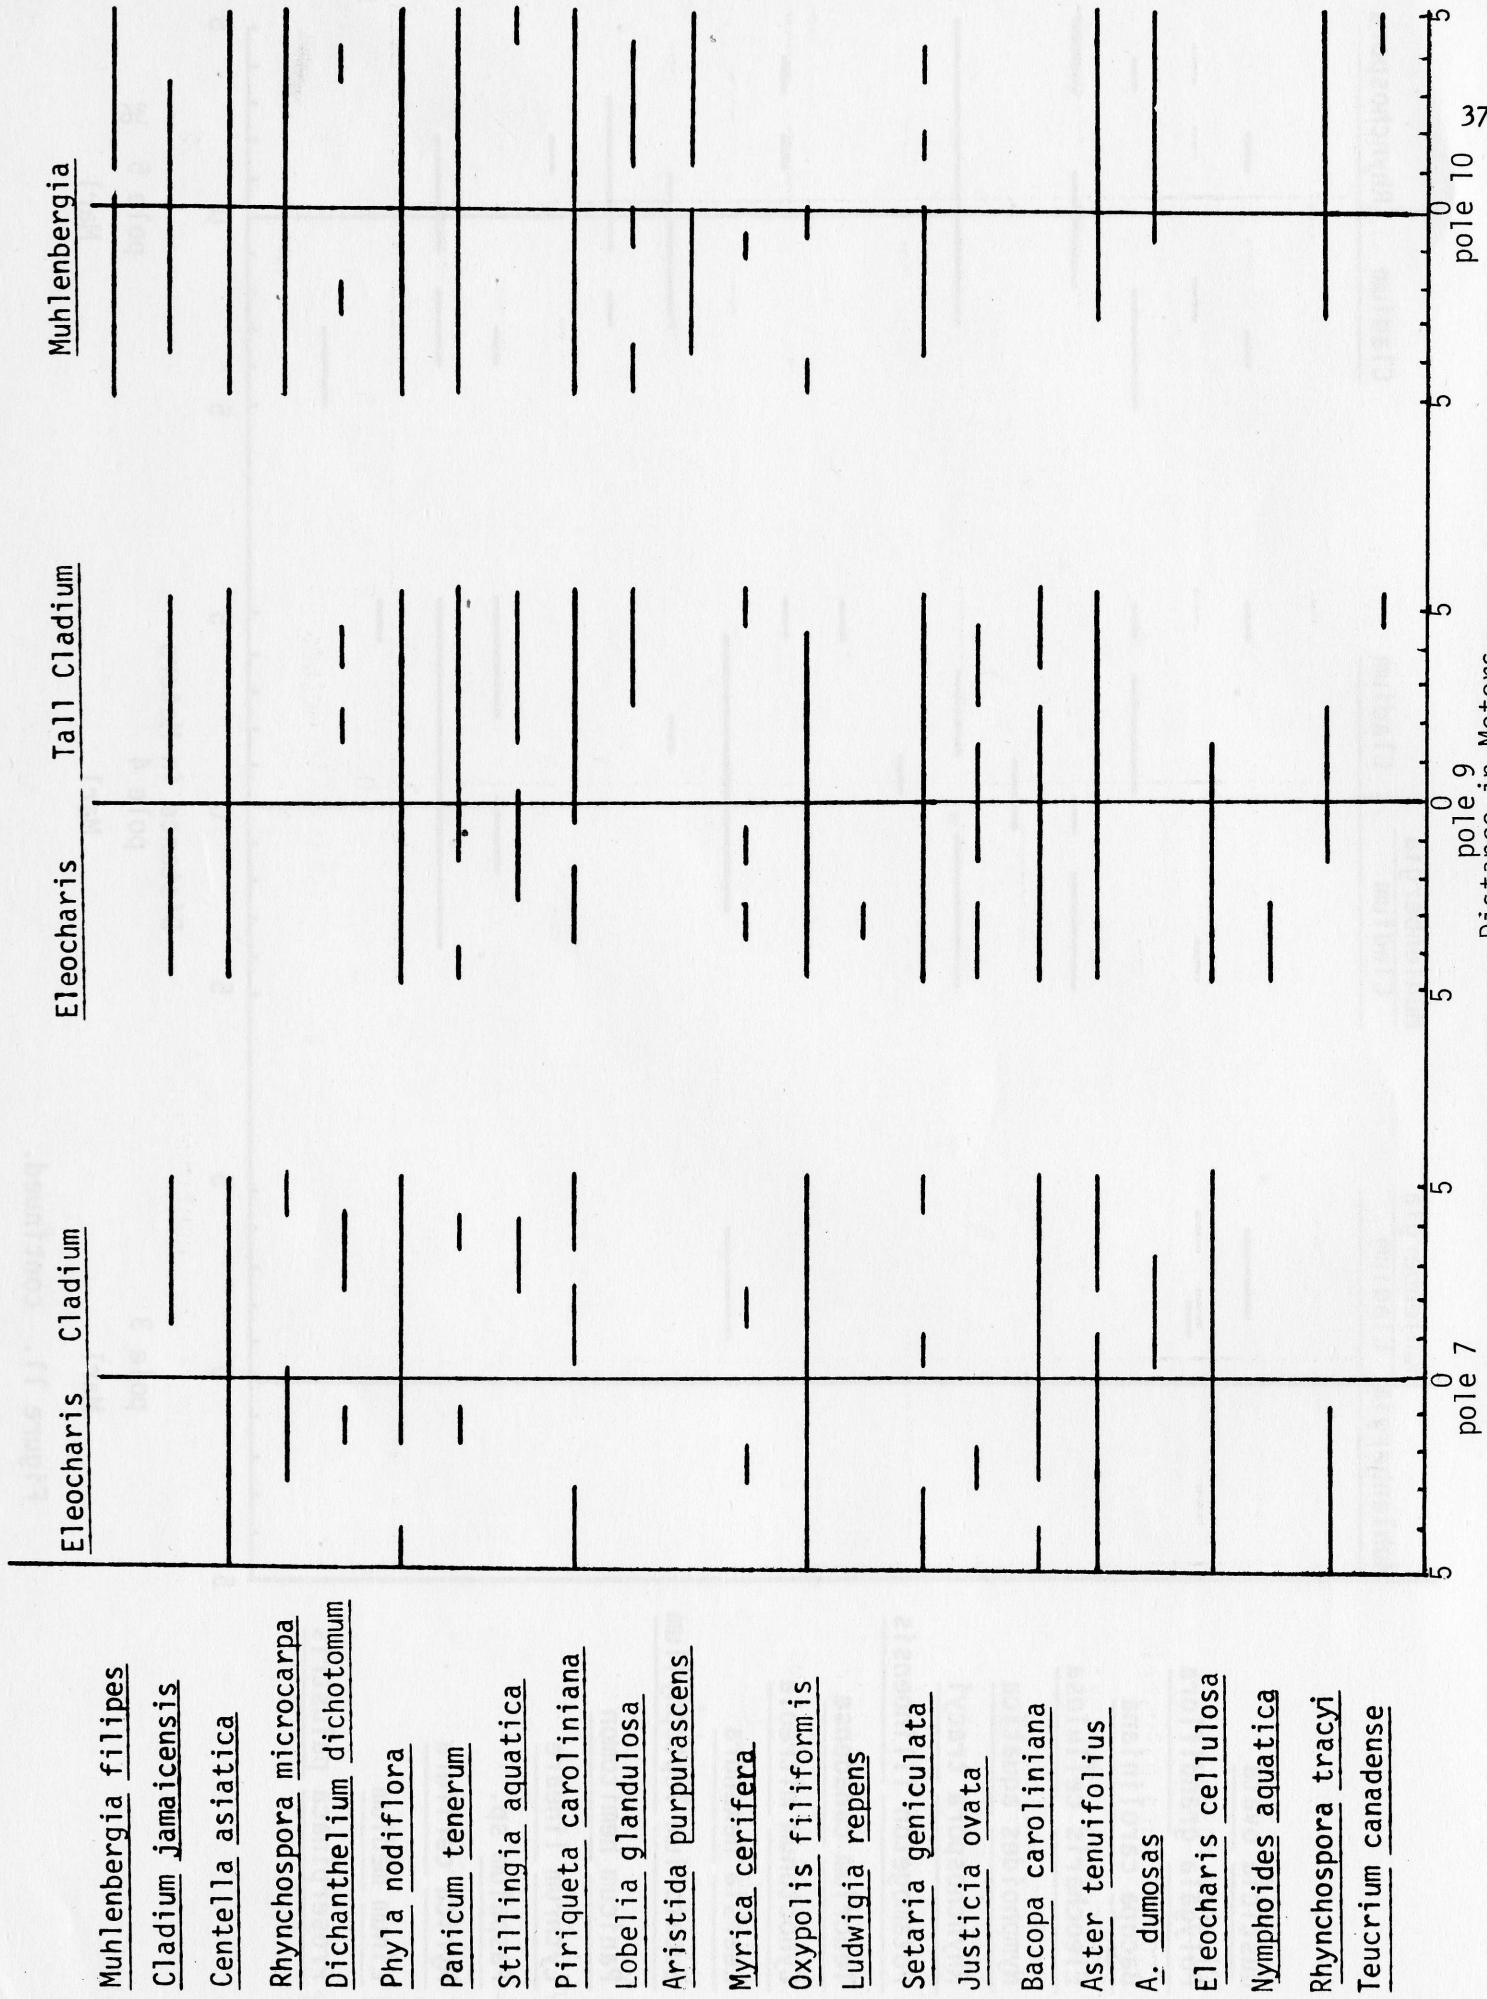 Eleocharis Cladium
Eleocharis Tall Cladium
Muhlenbergia
Muhlenbergia filipes
Cladium jamaicensis
Centella asiatica
Rhynchospora microcarpa
Dichanthelium dichotomum
Phyla nodiflora
Panicum tenerum
Stillingia aquatica
Piriqueta caroliniana
Lobelia glandulosa
Aristida purpurascens
Myrica cerifera
Oxypolis filiformis
Ludwigia repens
Setaria geniculata
Justicia ovata
Bacopa caroliniana
Aster tenuifolius
A. dumosas
Eleocharis cellulosa
Nymphoides aquatica
Rhynchospora tracyi
Teucrium canadense
5 0 5 5 0 5 5 0 5
pole 7 pole 9 pole 10
Distance in Meters
37